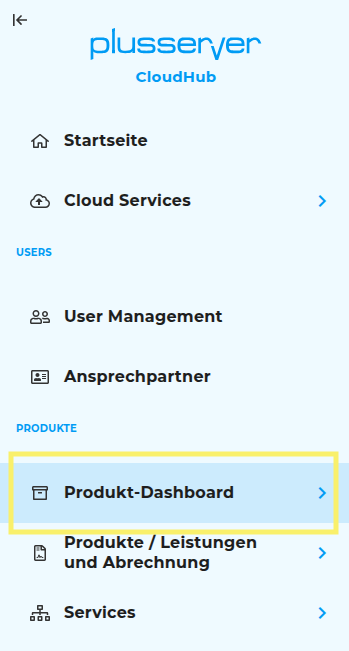 plusserver
CloudHub
Startseite
Cloud Services
USERS
User Management
Ansprechpartner
PRODUKTE
Produkt-Dashboard
Produkte / Leistungen
und Abrechnung
Services